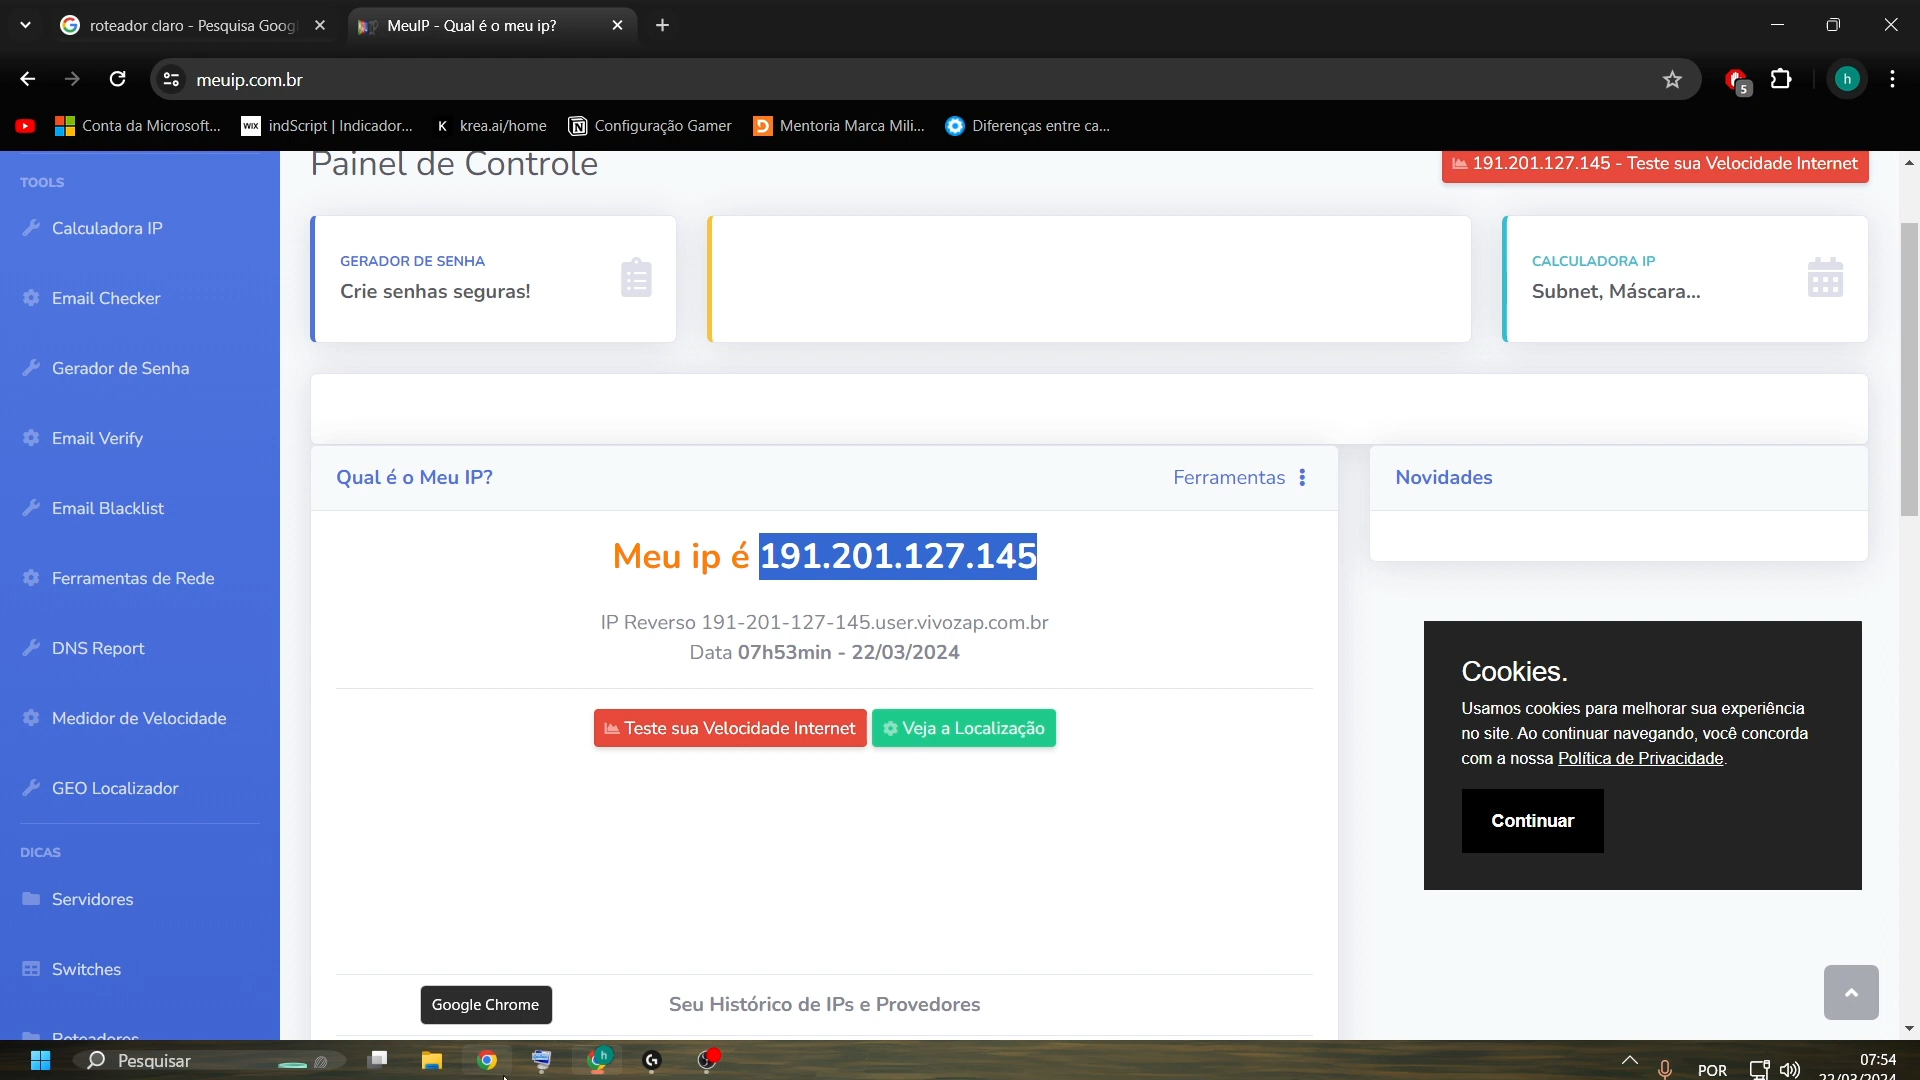 roteador claro - Pesquisa Goog
MeuIP - Qual é o meu ip?
meuip.com.br
5
h
Conta da Microsoft...
WIX
indScript | Indicador...
K
krea.ai/home
Configuração Gamer
Mentoria Marca Mili...
Diferenças entre ca...
Painel de Controle
191.201.127.145 - Teste sua Velocidade Internet
TOOLS
Calculadora IP
Email Checker
Gerador de Senha
Email Verify
Email Blacklist
Ferramentas de Rede
DNS Report
Medidor de Velocidade
GEO Localizador
DICAS
Servidores
Switches
Roteadores
GERADOR DE SENHA
Crie senhas seguras!
CALCULADORA IP
Subnet, Máscara...
Qual é o Meu IP?
Ferramentas
Novidades
Meu ip é 191.201.127.145
IP Reverso 191-201-127-145.user.vivozap.com.br
Data 07h53min - 22/03/2024
Teste sua Velocidade Internet
Veja a Localização
Cookies.
Usamos cookies para melhorar sua experiência
no site. Ao continuar navegando, você concorda
com a nossa Política de Privacidade.
Continuar
Google Chrome
Seu Histórico de IPs e Provedores
Pesquisar
h
POR
07:54
22/03/2024